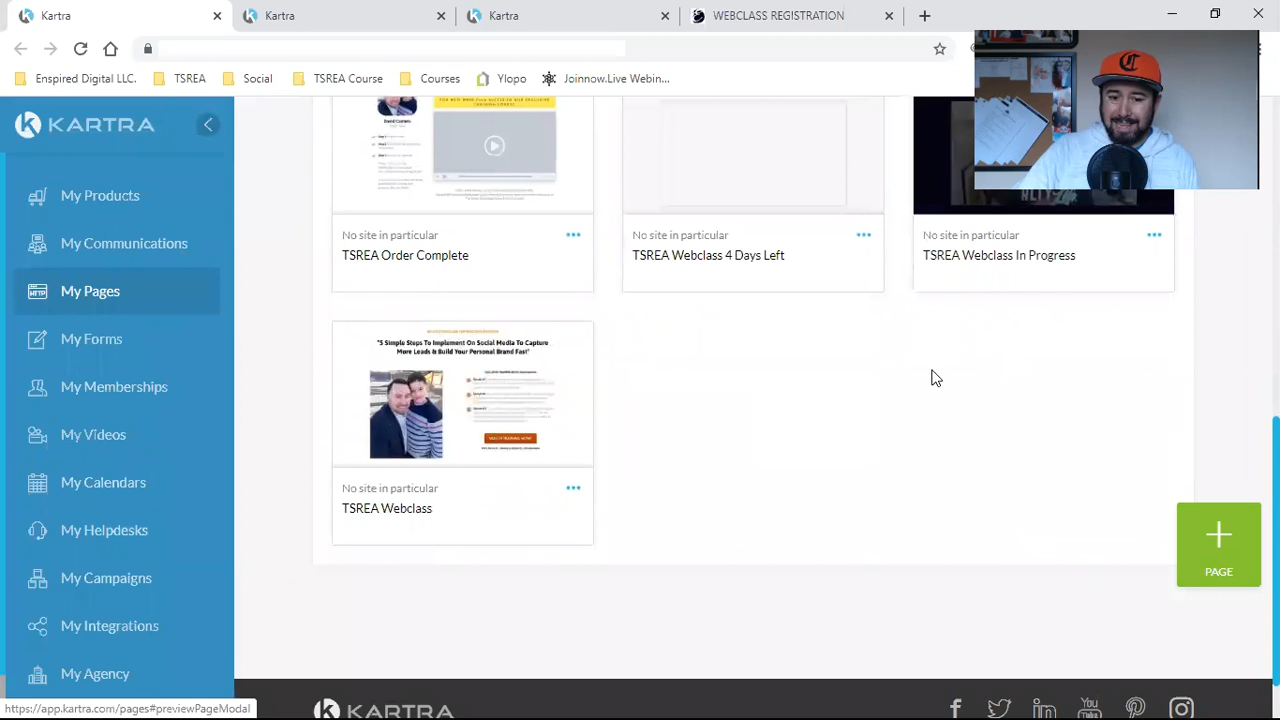 Kartra
Kartra
Kartra
WEBCLASS REGISTRATION
Enspired Digital LLC.
TSREA
Social
TSREA Course
Courses
Ylopo
Joinnow.Live Webin...
KARTRA
My Products
My Communications
My Pages
My Forms
My Memberships
My Videos
My Calendars
My Helpdesks
My Campaigns
My Integrations
My Agency
No site in particular
TSREA Order Complete
No site in particular
TSREA Webclass 4 Days Left
No site in particular
TSREA Webclass In Progress
"5 Simple Steps To Implement On Social Media To Capture
More Leads & Build Your Personal Brand Fast"
No site in particular
TSREA Webclass
PAGE
https://app.kartra.com/pages#previewPageModal
KARTRA